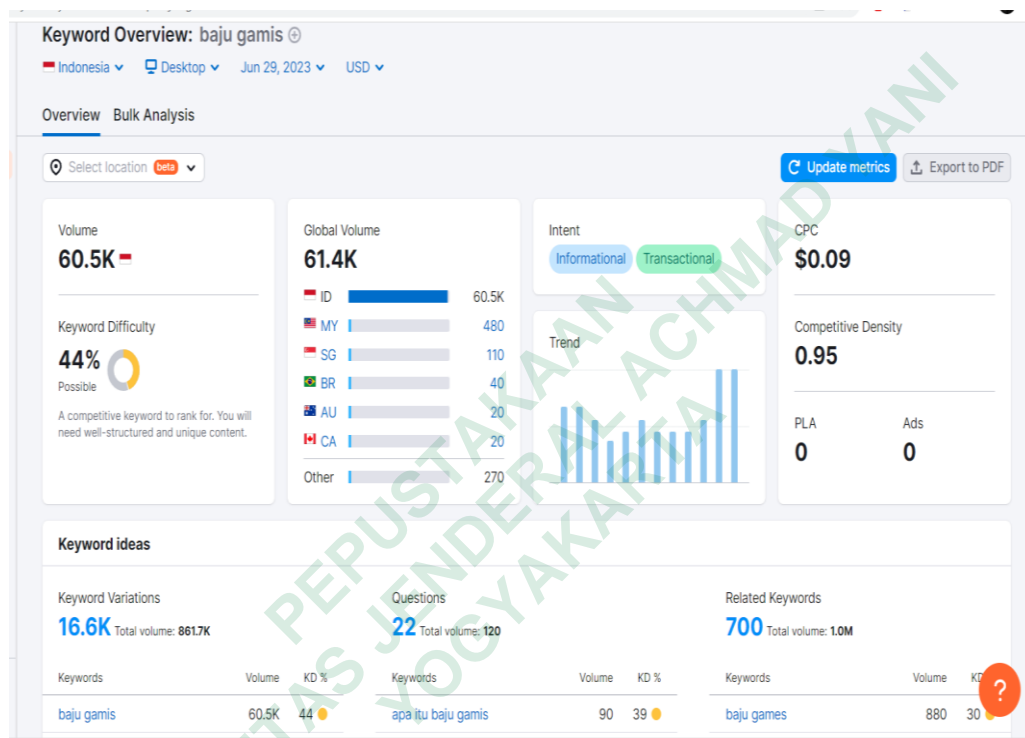 Keyword Overview: baju gamis
Indonesia Desktop Jun 29, 2023 USD
Overview Bulk Analysis
Select location beta
Update metrics Export to PDF
Volume
60.5K
Keyword Difficulty
44%
Possible
A competitive keyword to rank for. You will
need well-structured and unique content.
Global Volume
61.4K
ID 60.5K
MY 480
SG 110
BR 40
AU 20
CA 20
Other 270
Intent
Informational Transactional
Trend
CPC
$0.09
Competitive Density
0.95
PLA Ads
0 0
Keyword ideas
Keyword Variations
16.6K Total volume: 861.7K
Keywords Volume KD %
baju gamis 60.5K 44
Questions
22 Total volume: 120
Keywords Volume KD %
apa itu baju gamis 90 39
Related Keywords
700 Total volume: 1.0M
Keywords Volume
baju games 880 30
?
PEPUSTAKAAN
TAS JENDERAL ACHMAD YANI
YOGYAKARTA